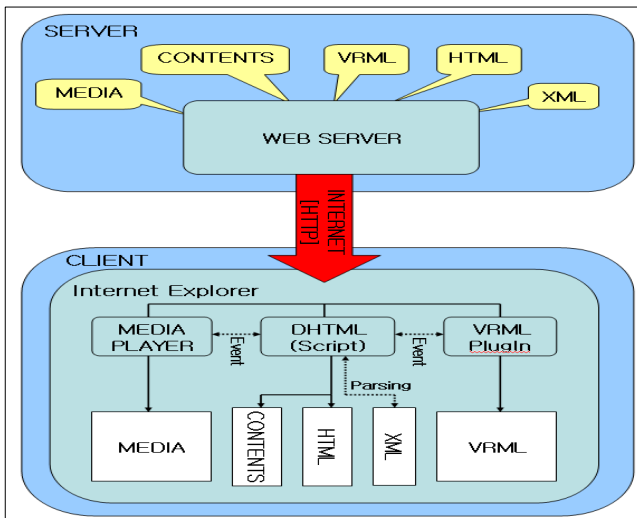 SERVER
CONTENTS
VRML
HTML
MEDIA
XML
WEB SERVER
INTERNET
[HTTP]
CLIENT
Internet Explorer
MEDIA
PLAYER
Event
DHTML
(Script)
Event
VRML
PlugIn
Parsing
MEDIA
CONTENTS
HTML
XML
VRML